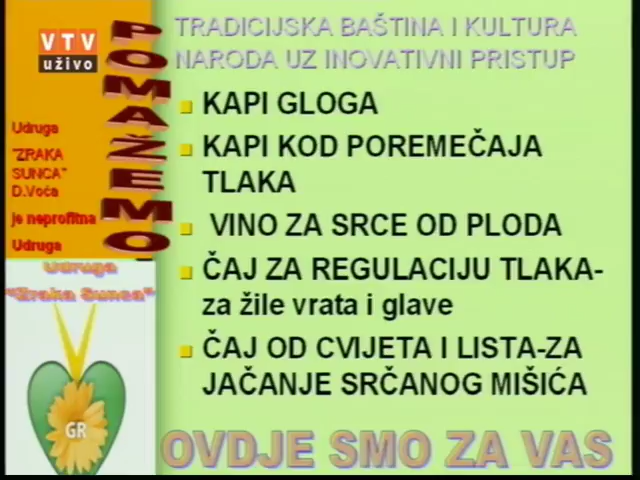 VTV
uživo
POMAŽEMO
Udruga
"ZRAKA
SUNCA"
D.Voća
je neprofitna
Udruga
Udruga
"Zraka Sunca"
GR
TRADICIJSKA BAŠTINA I KULTURA
NARODA UZ INOVATIVNI PRISTUP
KAPI GLOGA
KAPI KOD POREMEČAJA
TLAKA
VINO ZA SRCE OD PLODA
ČAJ ZA REGULACIJU TLAKA-
za žile vrata i glave
ČAJ OD CVIJETA I LISTA-ZA
JAČANJE SRČANOG MIŠIĆA
OVDJE SMO ZA VAS